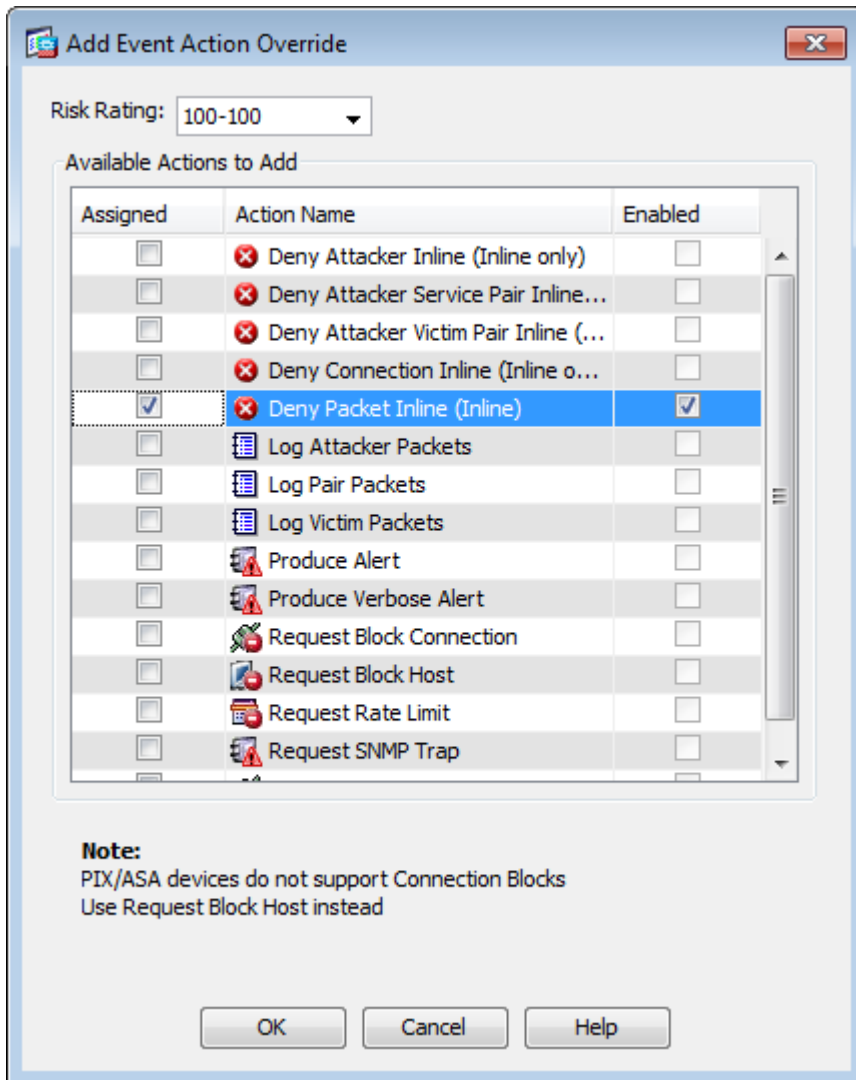 Add Event Action Override
Risk Rating: 100-100
Available Actions to Add
Assigned Action Name Enabled
Deny Attacker Inline (Inline only)
Deny Attacker Service Pair Inline...
Deny Attacker Victim Pair Inline (...
Deny Connection Inline (Inline o...
Deny Packet Inline (Inline)
Log Attacker Packets
Log Pair Packets
Log Victim Packets
Produce Alert
Produce Verbose Alert
Request Block Connection
Request Block Host
Request Rate Limit
Request SNMP Trap
Note:
PIX/ASA devices do not support Connection Blocks
Use Request Block Host instead
OK Cancel Help